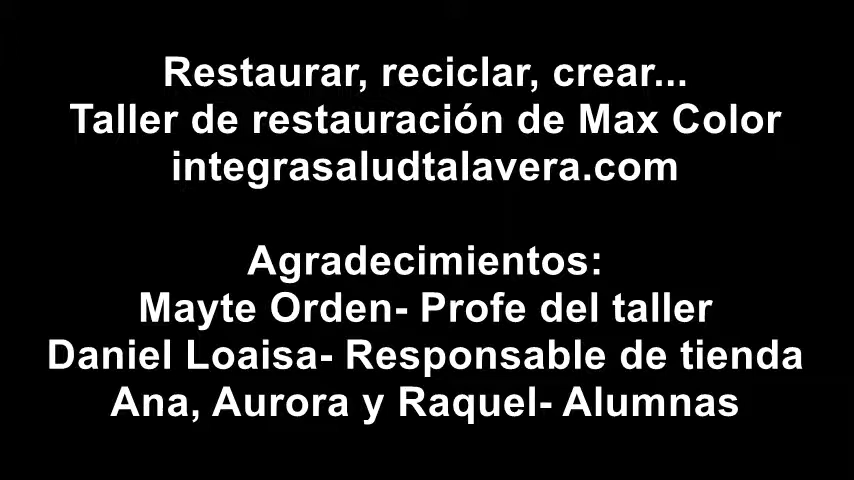 Restaurar, reciclar, crear...
Taller de restauración de Max Color
integrasaludtalavera.com
Agradecimientos:
Mayte Orden- Profe del taller
Daniel Loaisa- Responsable de tienda
Ana, Aurora y Raquel- Alumnas